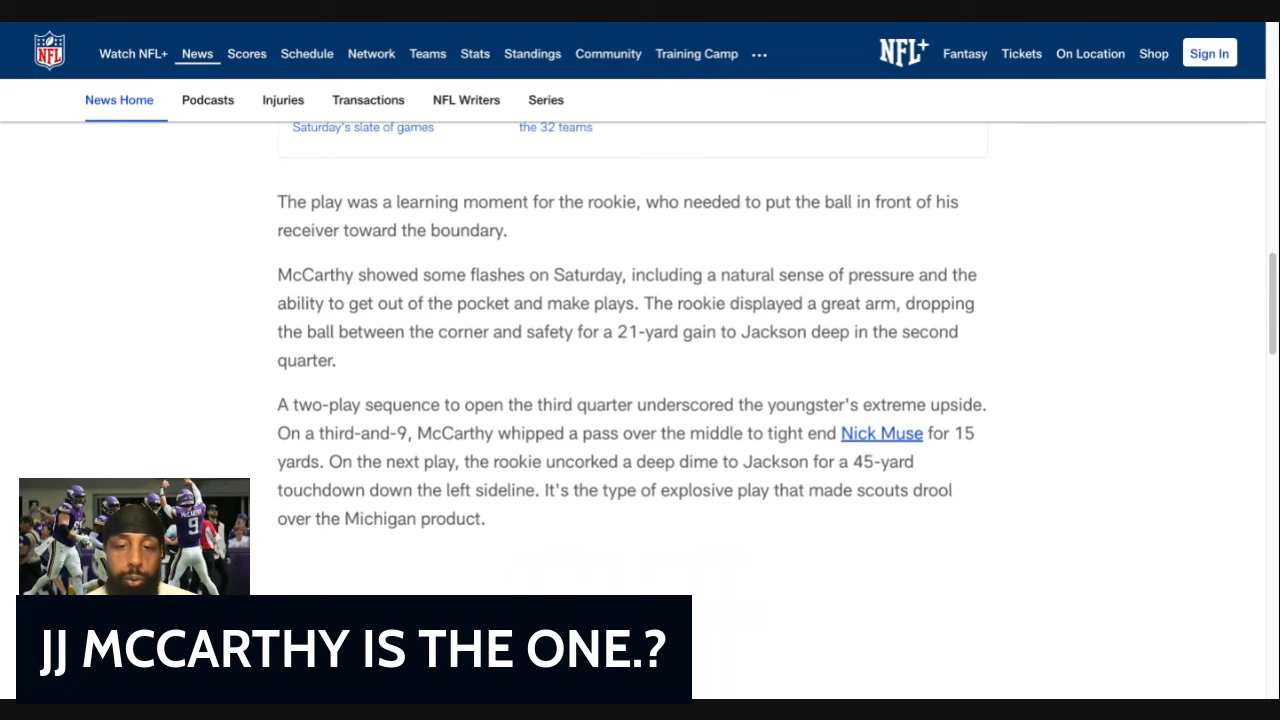 NFL
Watch NFL+ News Scores Schedule Network Teams Stats Standings Community Training Camp ...
NFL+ Fantasy Tickets On Location Shop Sign In
News Home Podcasts Injuries Transactions NFL Writers Series
Saturday's slate of games the 32 teams
The play was a learning moment for the rookie, who needed to put the ball in front of his
receiver toward the boundary.
McCarthy showed some flashes on Saturday, including a natural sense of pressure and the
ability to get out of the pocket and make plays. The rookie displayed a great arm, dropping
the ball between the corner and safety for a 21-yard gain to Jackson deep in the second
quarter.
A two-play sequence to open the third quarter underscored the youngster's extreme upside.
On a third-and-9, McCarthy whipped a pass over the middle to tight end Nick Muse for 15
yards. On the next play, the rookie uncorked a deep dime to Jackson for a 45-yard
touchdown down the left sideline. It's the type of explosive play that made scouts drool
over the Michigan product.
McCARTHY
9
JJ MCCARTHY IS THE ONE.?